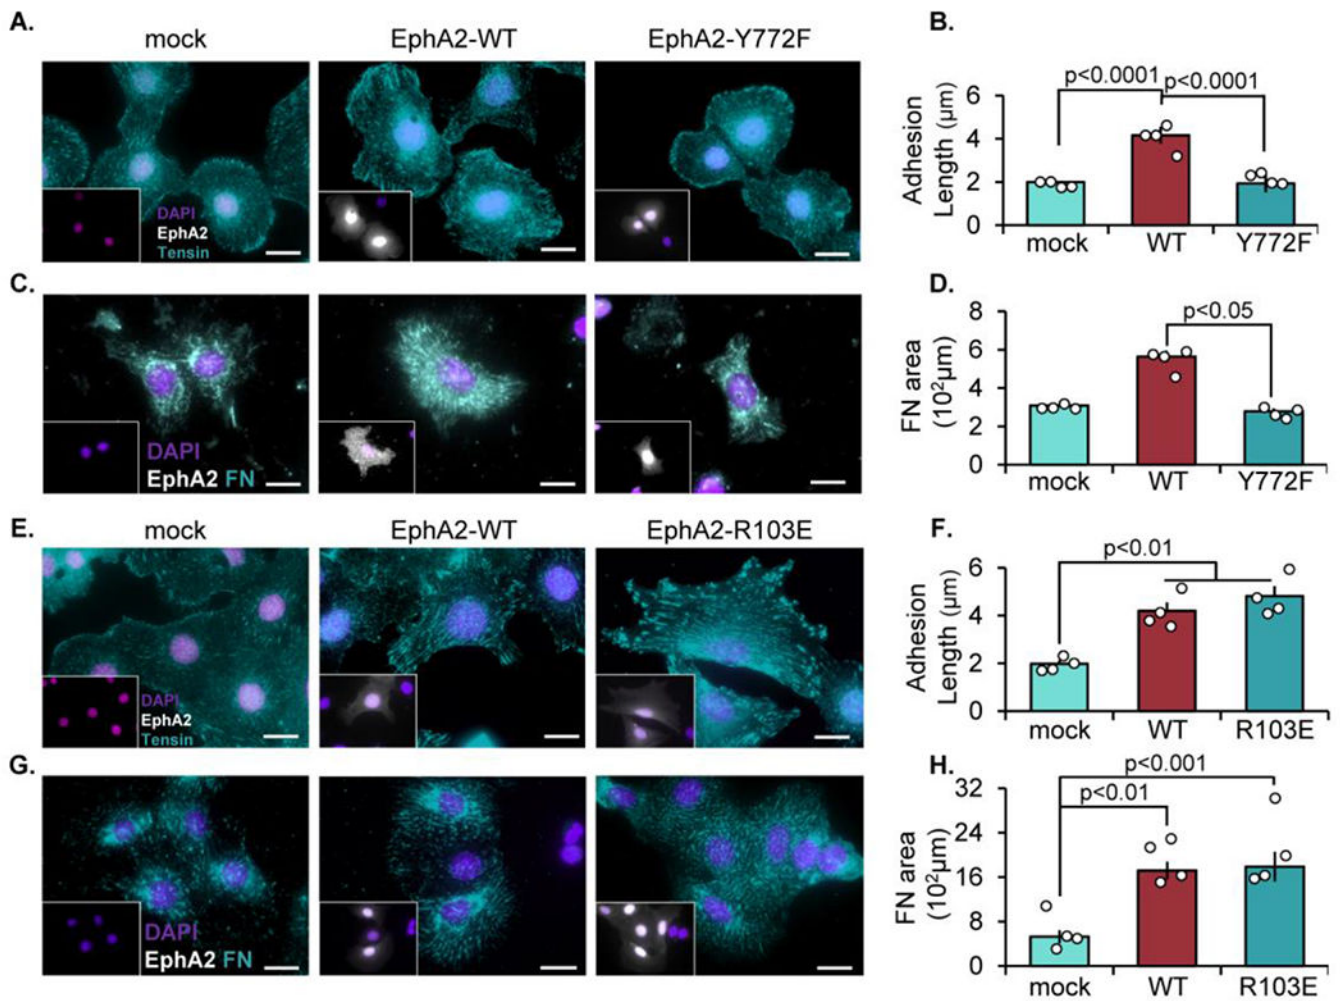 A.
mock
EphA2-WT
EphA2-Y772F
DAPI
EphA2
Tensin
B.
p<0.0001
p<0.0001
Adhesion
Length (µm)
6
4
2
0
mock
WT
Y772F
C.
DAPI
EphA2 FN
D.
p<0.05
FN area
(10²µm)
8
6
4
2
0
mock
WT
Y772F
E.
mock
EphA2-WT
EphA2-R103E
DAPI
EphA2
Tensin
F.
p<0.01
Adhesion
Length (µm)
6
4
2
0
mock
WT
R103E
G.
DAPI
EphA2 FN
H.
p<0.001
p<0.01
FN area
(10²µm)
32
24
16
8
0
mock
WT
R103E